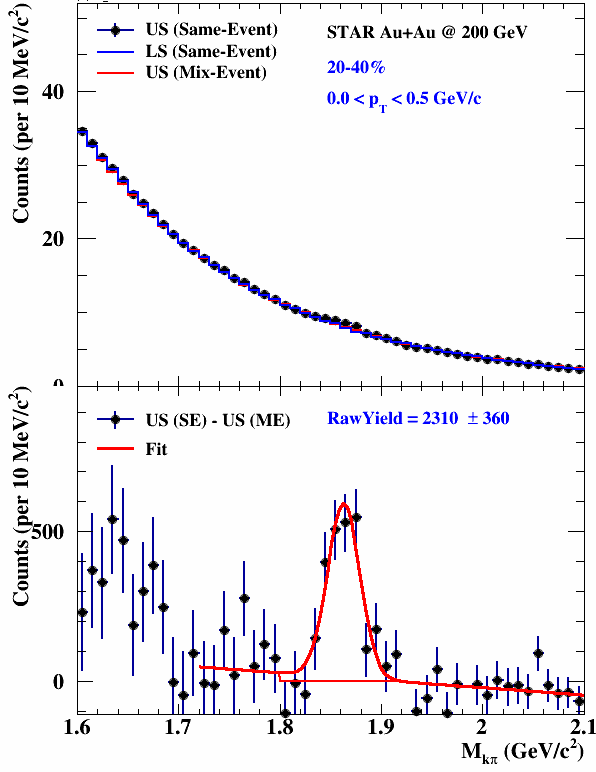 US (Same-Event)
LS (Same-Event)
US (Mix-Event)
STAR Au+Au @ 200 GeV
20-40%
0.0 < pT < 0.5 GeV/c
Counts (per 10 MeV/c²)
40
20
0
US (SE) - US (ME)
Fit
RawYield = 2310 ± 360
Counts (per 10 MeV/c²)
500
0
1.6 1.7 1.8 1.9 2 2.1
Mkπ (GeV/c²)